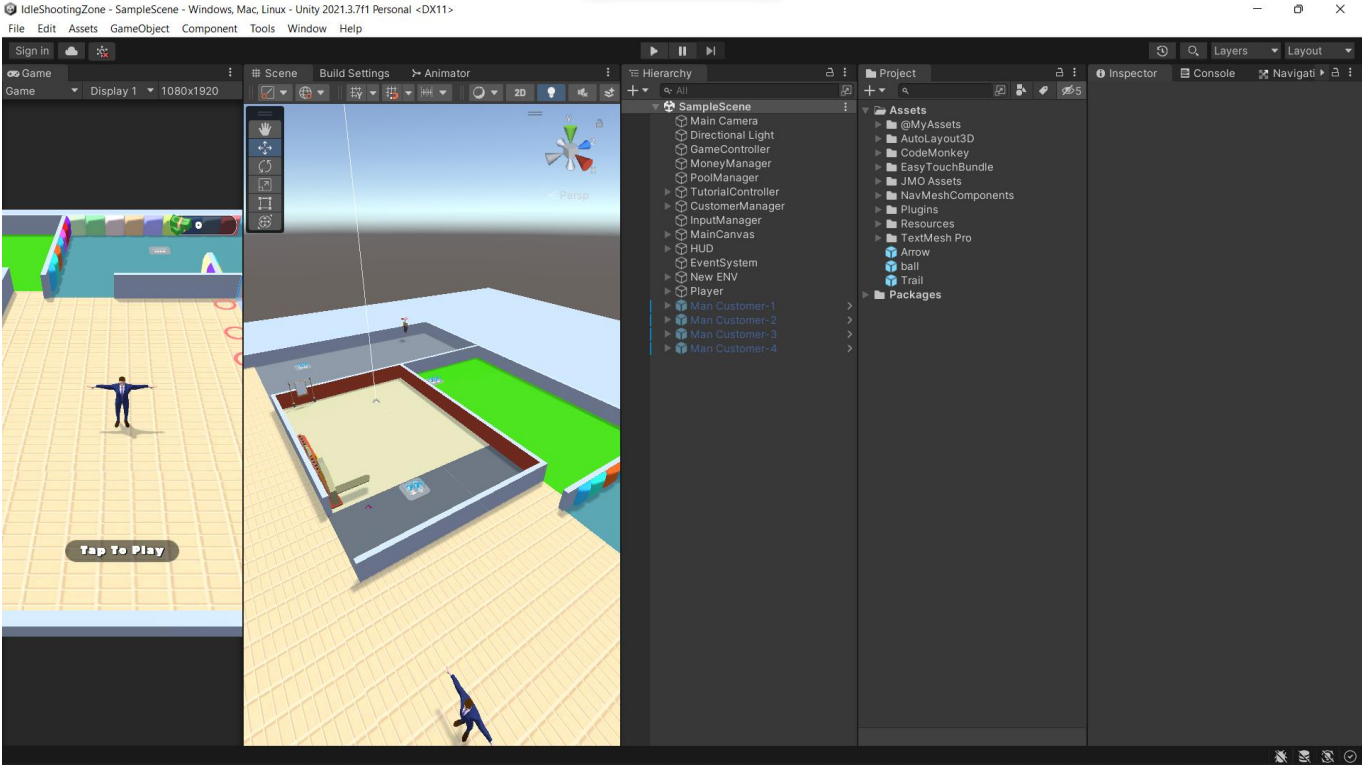 IdleShootingZone - SampleScene - Windows, Mac, Linux - Unity 2021.3.7f1 Personal <DX11>
File Edit Assets GameObject Component Tools Window Help
Sign in
Layers
Layout
Game
Game
Display 1
1080x1920
Tap To Play
Scene
Build Settings
Animator
2D
Persp
Hierarchy
All
SampleScene
Main Camera
Directional Light
GameController
MoneyManager
PoolManager
TutorialController
CustomerManager
InputManager
MainCanvas
HUD
EventSystem
New ENV
Player
Man Customer-1
Man Customer-2
Man Customer-3
Man Customer-4
Project
5
Assets
@MyAssets
AutoLayout3D
CodeMonkey
EasyTouchBundle
JMO Assets
NavMeshComponents
Plugins
Resources
TextMesh Pro
Arrow
ball
Trail
Packages
Inspector
Console
Navigati